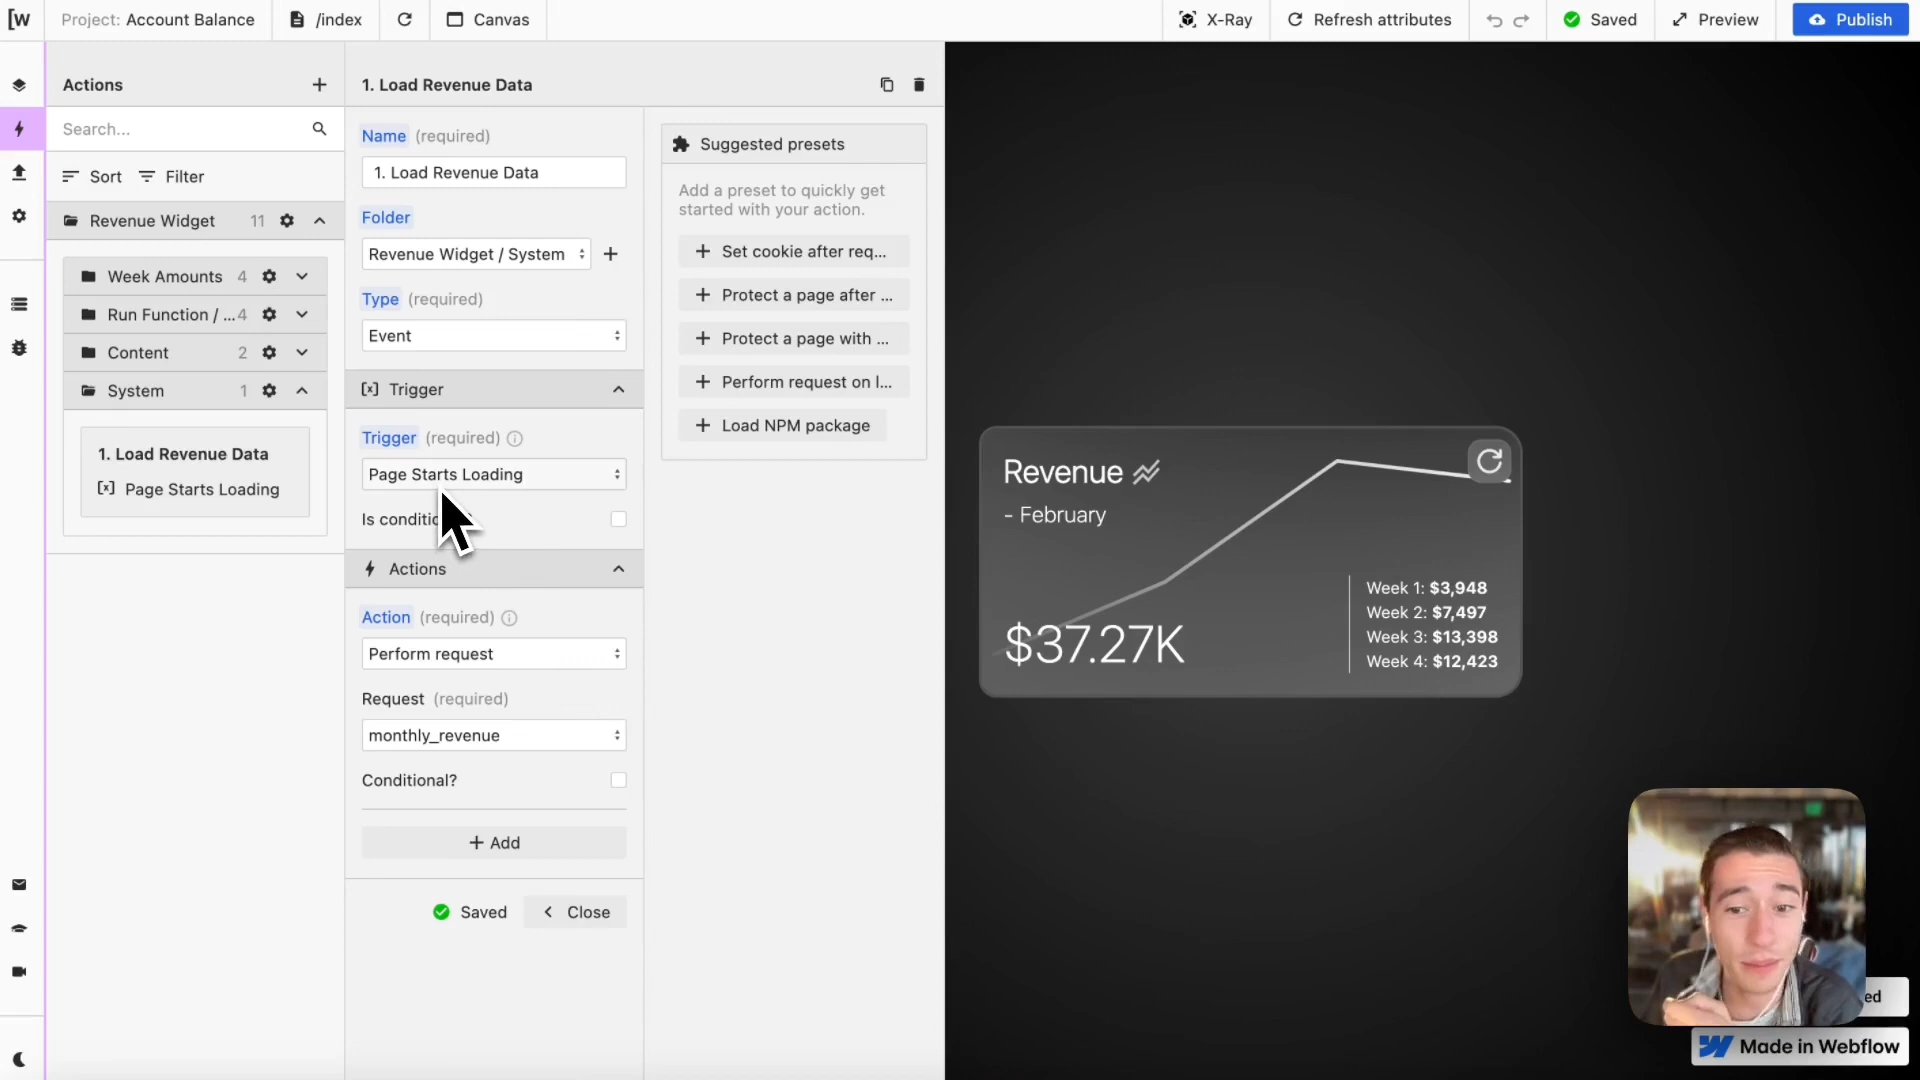 [w
Project: Account Balance
/index
Canvas
X-Ray
Refresh attributes
Saved
Preview
Publish
Actions
Search...
Sort
Filter
Revenue Widget 11
Week Amounts 4
Run Function / ... 4
Content 2
System 1
1. Load Revenue Data
[x] Page Starts Loading
1. Load Revenue Data
Name (required)
1. Load Revenue Data
Folder
Revenue Widget / System
Type (required)
Event
[x] Trigger
Trigger (required)
Page Starts Loading
Is conditio
Actions
Action (required)
Perform request
Request (required)
monthly_revenue
Conditional?
+ Add
Saved
Close
Suggested presets
Add a preset to quickly get
started with your action.
+ Set cookie after req...
+ Protect a page after ...
+ Protect a page with ...
+ Perform request on l...
+ Load NPM package
Revenue
- February
$37.27K
Week 1: $3,948
Week 2: $7,497
Week 3: $13,398
Week 4: $12,423
ed
Made in Webflow